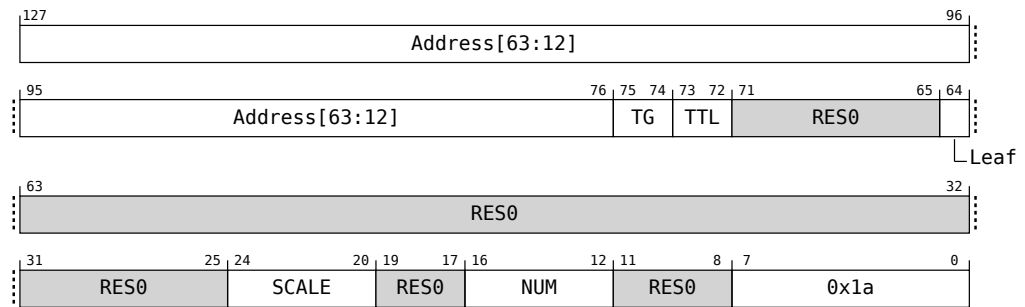 127 96
Address[63:12]
95 76 75 74 73 72 71 65 64
Address[63:12] TG TTL RES0
Leaf
63 32
RES0
31 25 24 20 19 17 16 12 11 8 7 0
RES0 SCALE RES0 NUM RES0 0x1a